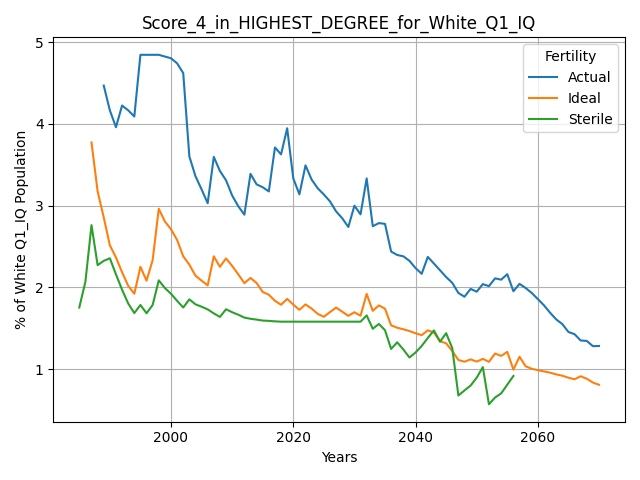 Score_4_in_HIGHEST_DEGREE_for_White_Q1_IQ
% of White Q1_IQ Population
5
4
3
2
1
Fertility
Actual
Ideal
Sterile
2000
2020
2040
2060
Years